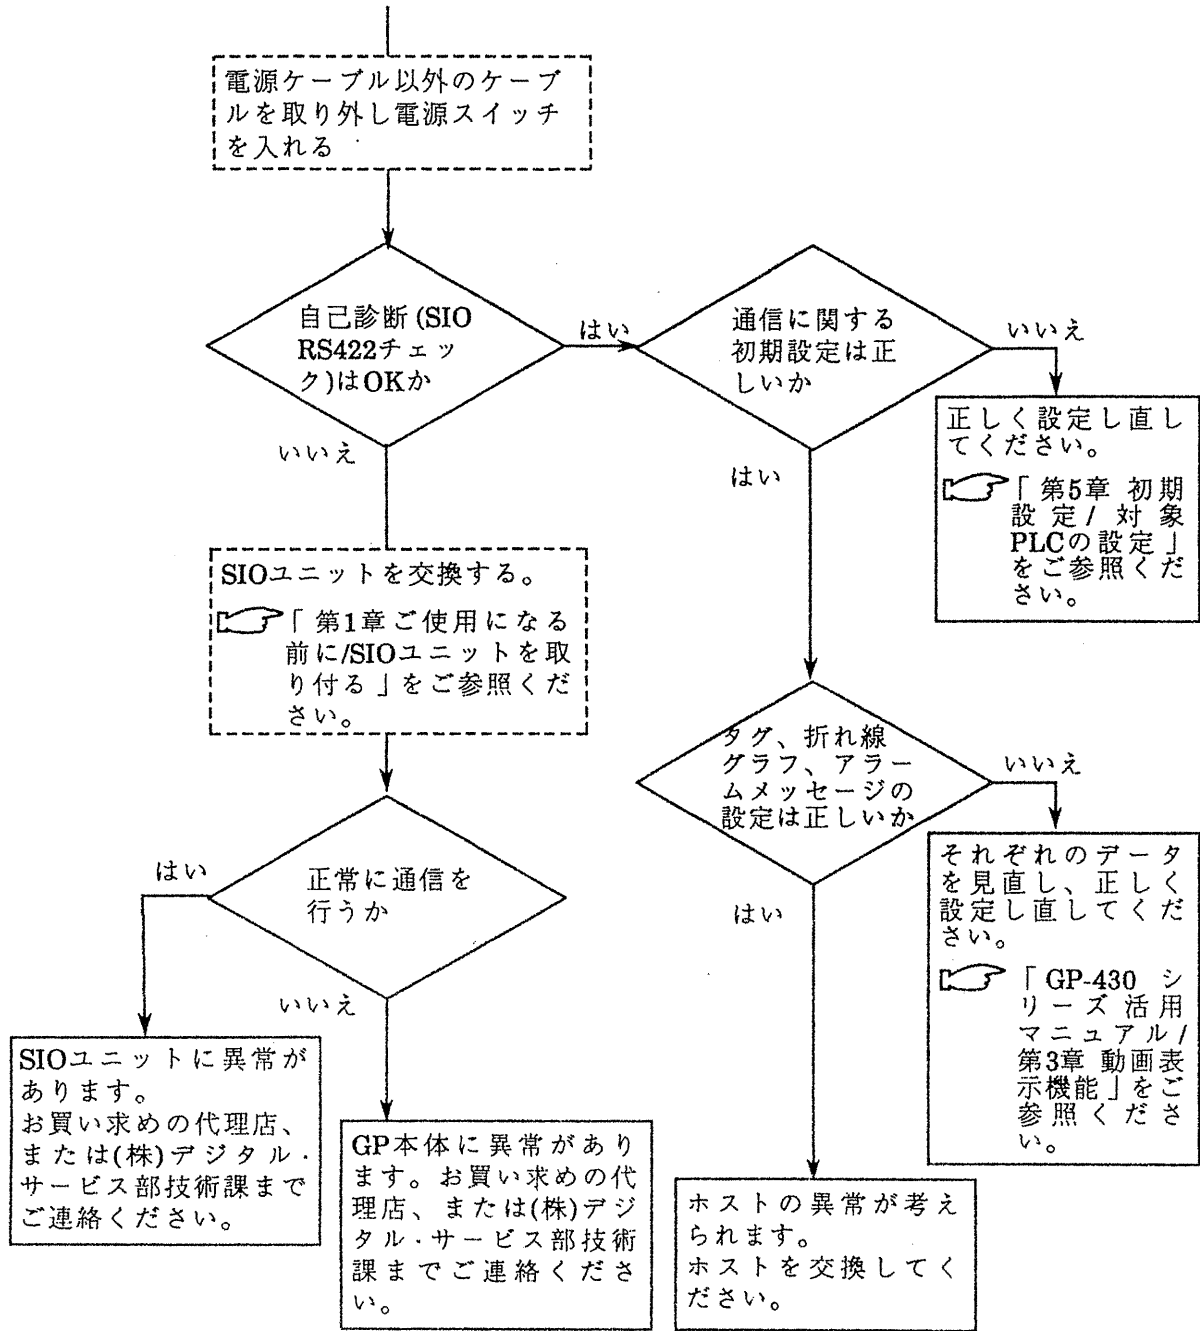 電源ケーブル以外のケーブ
ルを取り外し電源スイッチ
を入れる
自己診断(SIO
RS422チェッ
ク)はOKか
はい
通信に関する
初期設定は正
しいか
いいえ
正しく設定し直し
てください。
「第5章 初期
設定/対象
PLCの設定」
をご参照くだ
さい。
いいえ
はい
SIOユニットを交換する。
「第1章ご使用になる
前に/SIOユニットを取
り付る」をご参照くだ
さい。
タグ、折れ線
グラフ、アラー
ムメッセージの
設定は正しいか
いいえ
それぞれのデータ
を見直し、正しく
設定し直してくだ
さい。
「GP-430 シ
リーズ活用
マニュアル/
第3章 動画表
示機能」をご
参照くださ
い。
はい
正常に通信を
行うか
はい
いいえ
SIOユニットに異常が
あります。
お買い求めの代理店、
または(株)デジタル・
サービス部技術課まで
ご連絡ください。
GP本体に異常があり
ます。お買い求めの代
理店、または(株)デジ
タル・サービス部技術
課までご連絡くださ
い。
ホストの異常が考え
られます。
ホストを交換してく
ださい。